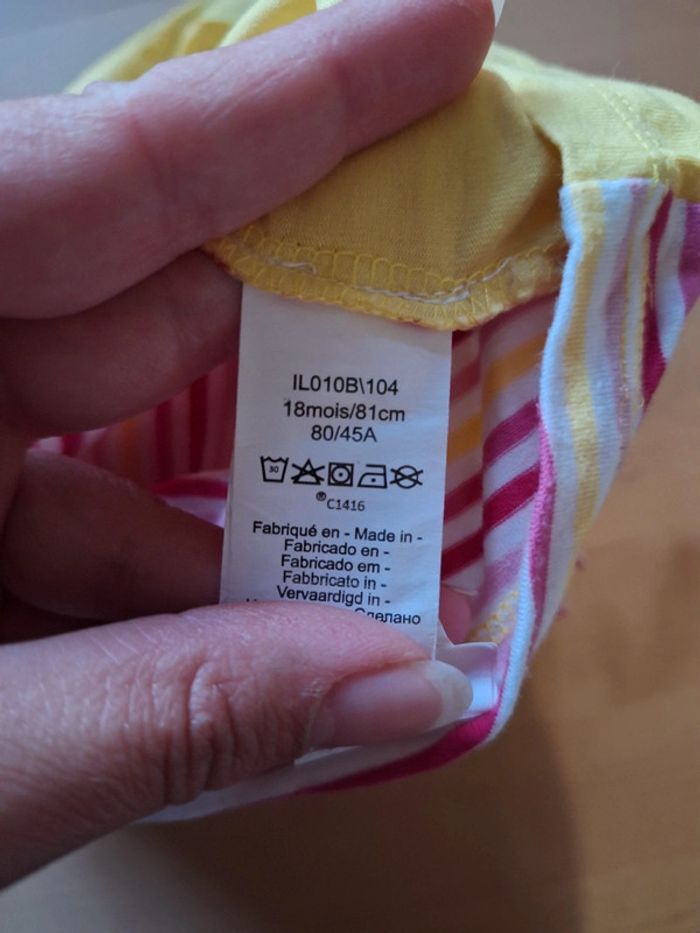 IL010B\104
18mois/81cm
80/45A
30
®C1416
Fabriqué en - Made in -
Fabricado en -
Fabricado em -
Fabbricato in -
Vervaardigd in -
Сделано